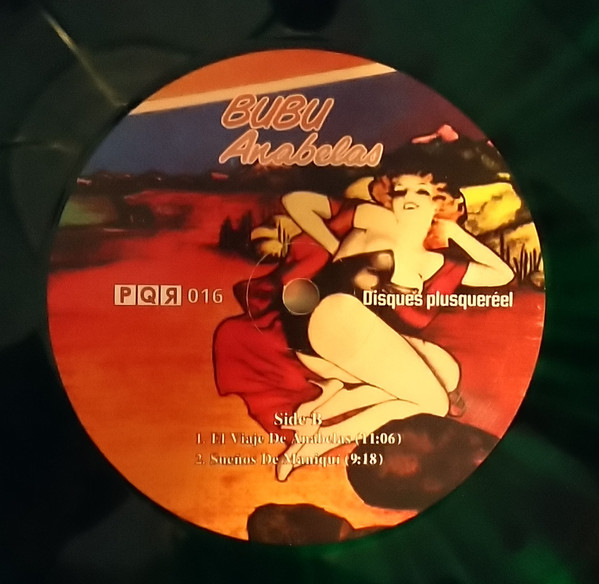 BUBU
Anabelas
PQR 016
Disques plusqueréel
Side B
1. El Viaje De Anabelas (11:06)
2. Sueños De Maniquí (9:18)